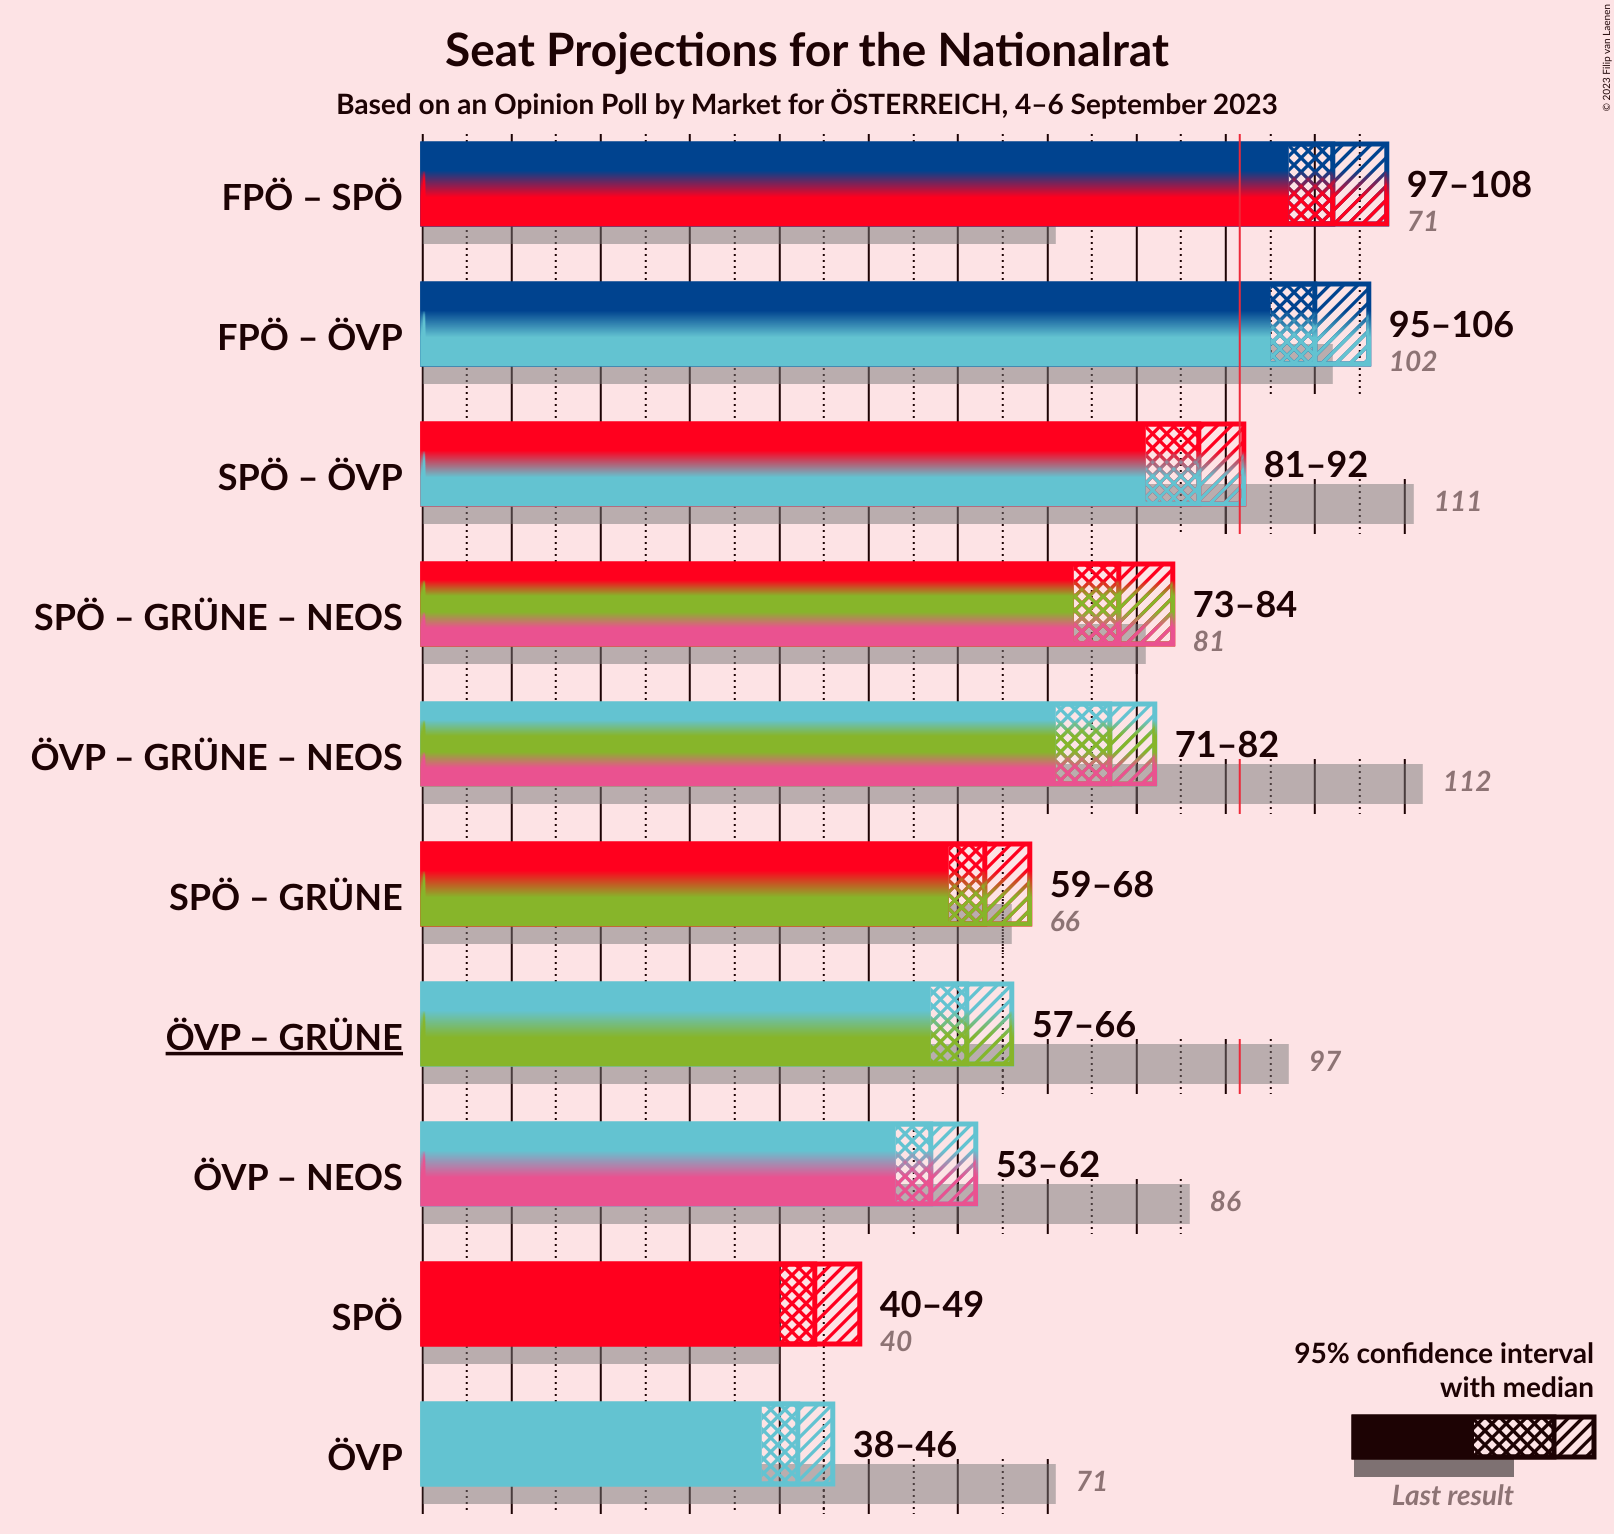 Seat Projections for the Nationalrat
Based on an Opinion Poll by Market for ÖSTERREICH, 4–6 September 2023
© 2023 Filip van Laenen
FPÖ – SPÖ
97–108
71
FPÖ – ÖVP
95–106
102
SPÖ – ÖVP
81–92
111
SPÖ – GRÜNE – NEOS
73–84
81
ÖVP – GRÜNE – NEOS
71–82
112
SPÖ – GRÜNE
59–68
66
ÖVP – GRÜNE
57–66
97
ÖVP – NEOS
53–62
86
SPÖ
40–49
40
ÖVP
38–46
71
95% confidence interval
with median
Last result